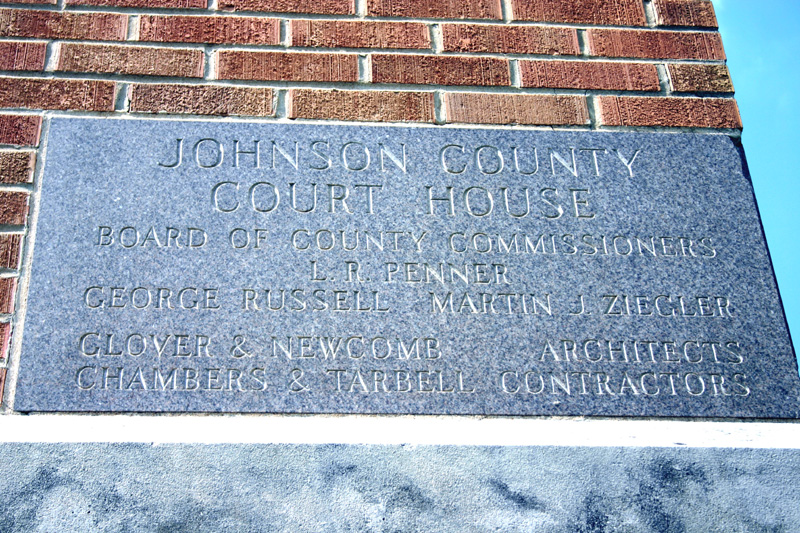 JOHNSON COUNTY
COURT HOUSE
BOARD OF COUNTY COMMISSIONERS
L. R. PENNER
GEORGE RUSSELL MARTIN J. ZIEGLER
GLOVER & NEWCOMB ARCHITECTS
CHAMBERS & TARBELL CONTRACTORS